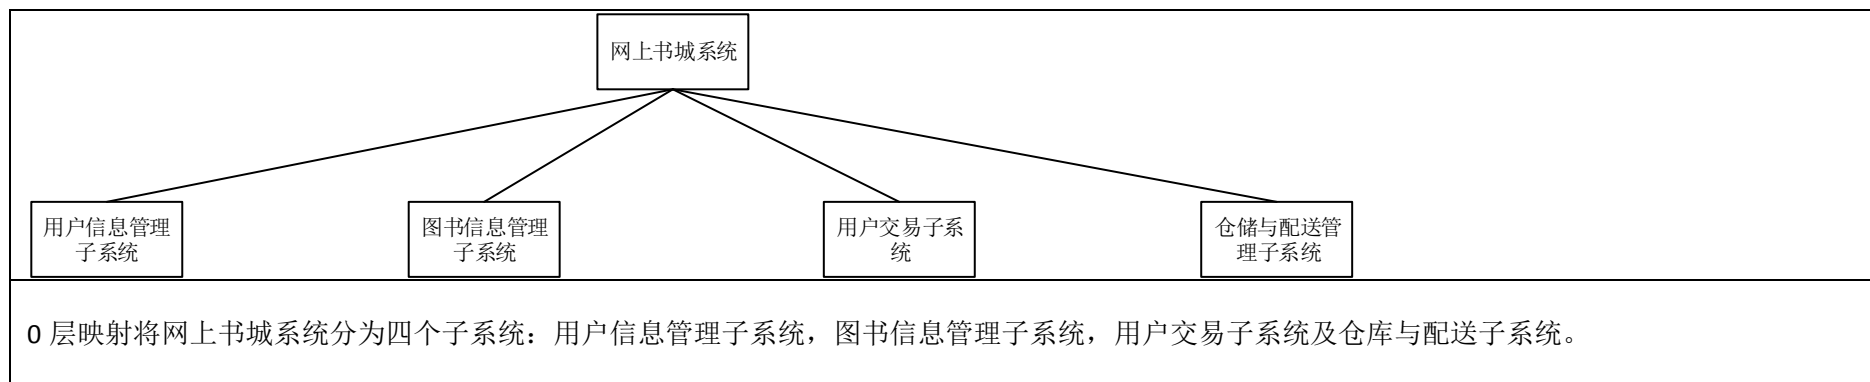 网上书城系统
用户信息管理
子系统
图书信息管理
子系统
用户交易子系
统
仓储与配送管
理子系统
0 层映射将网上书城系统分为四个子系统：用户信息管理子系统，图书信息管理子系统，用户交易子系统及仓库与配送子系统。